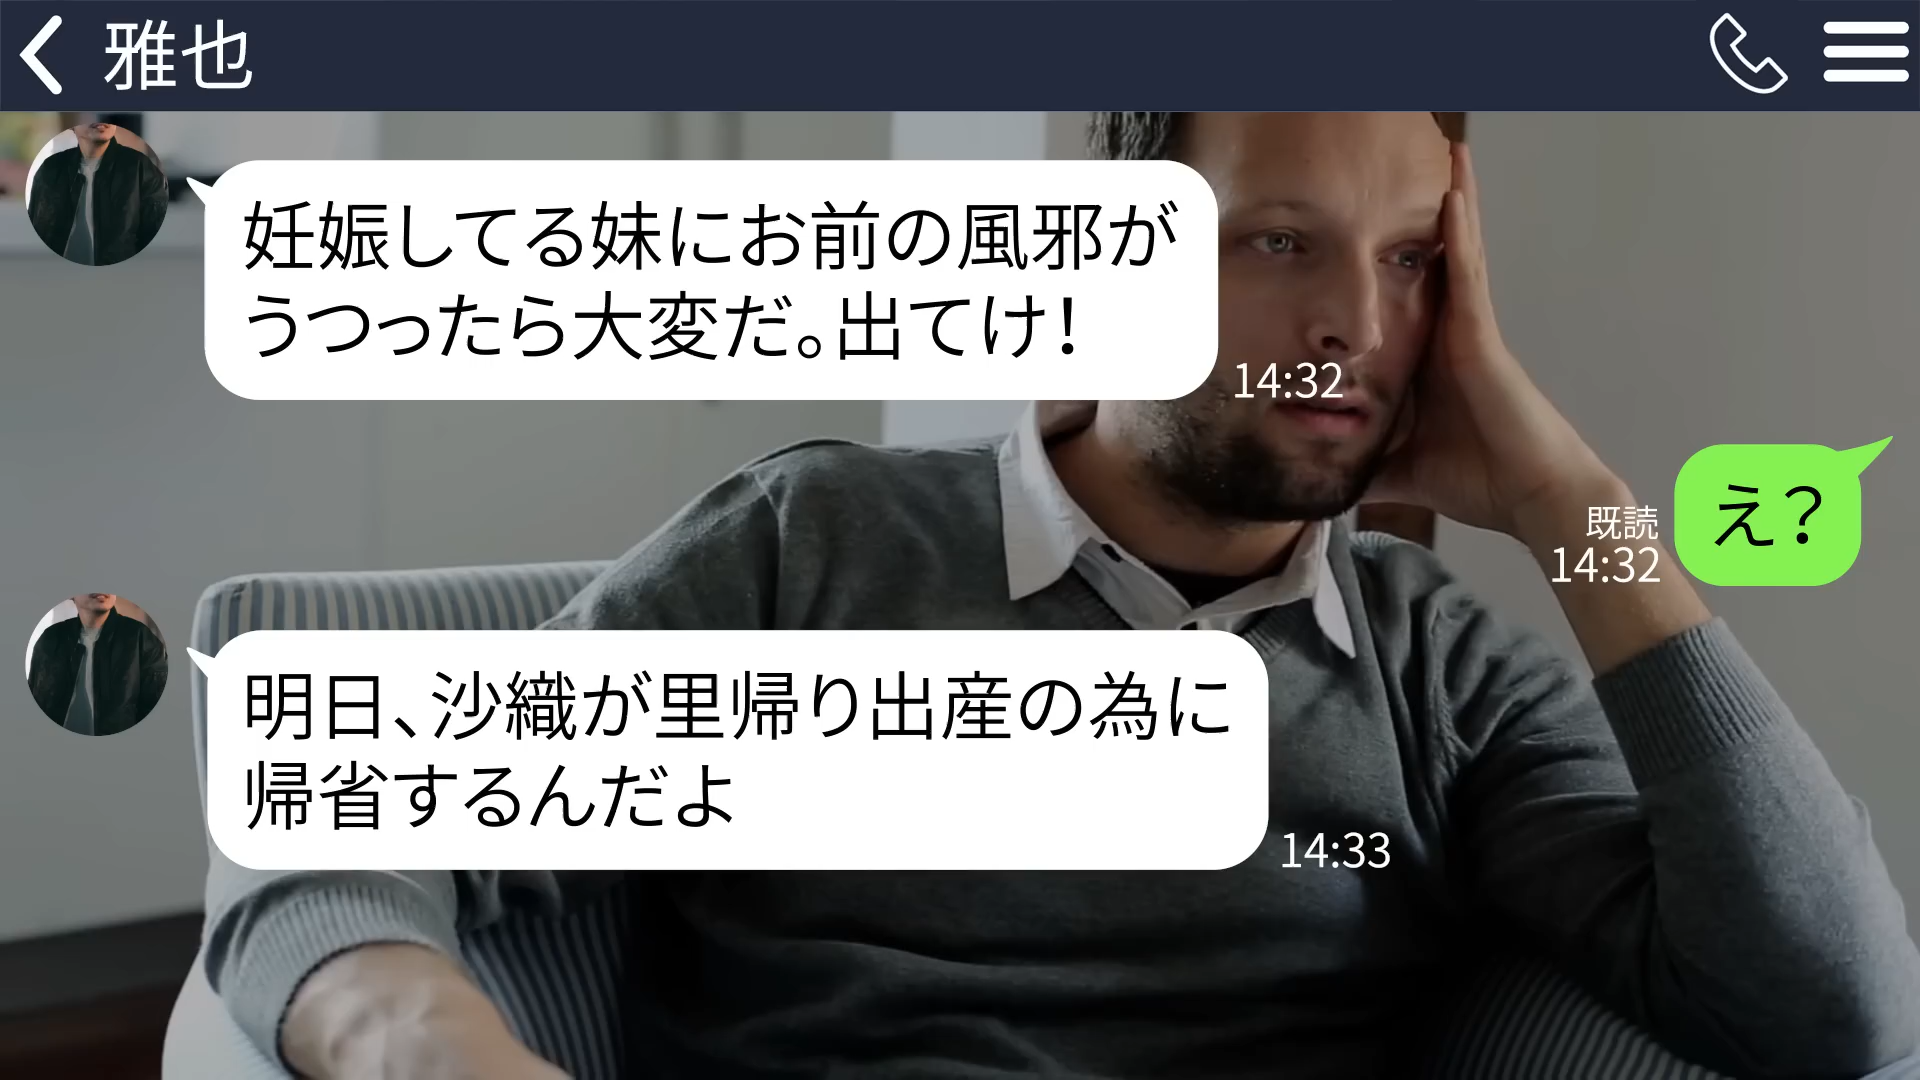 雅也
妊娠してる妹にお前の風邪が
うつったら大変だ。出てけ！
14:32
え？
既読
14:32
明日、沙織が里帰り出産の為に
帰省するんだよ
14:33